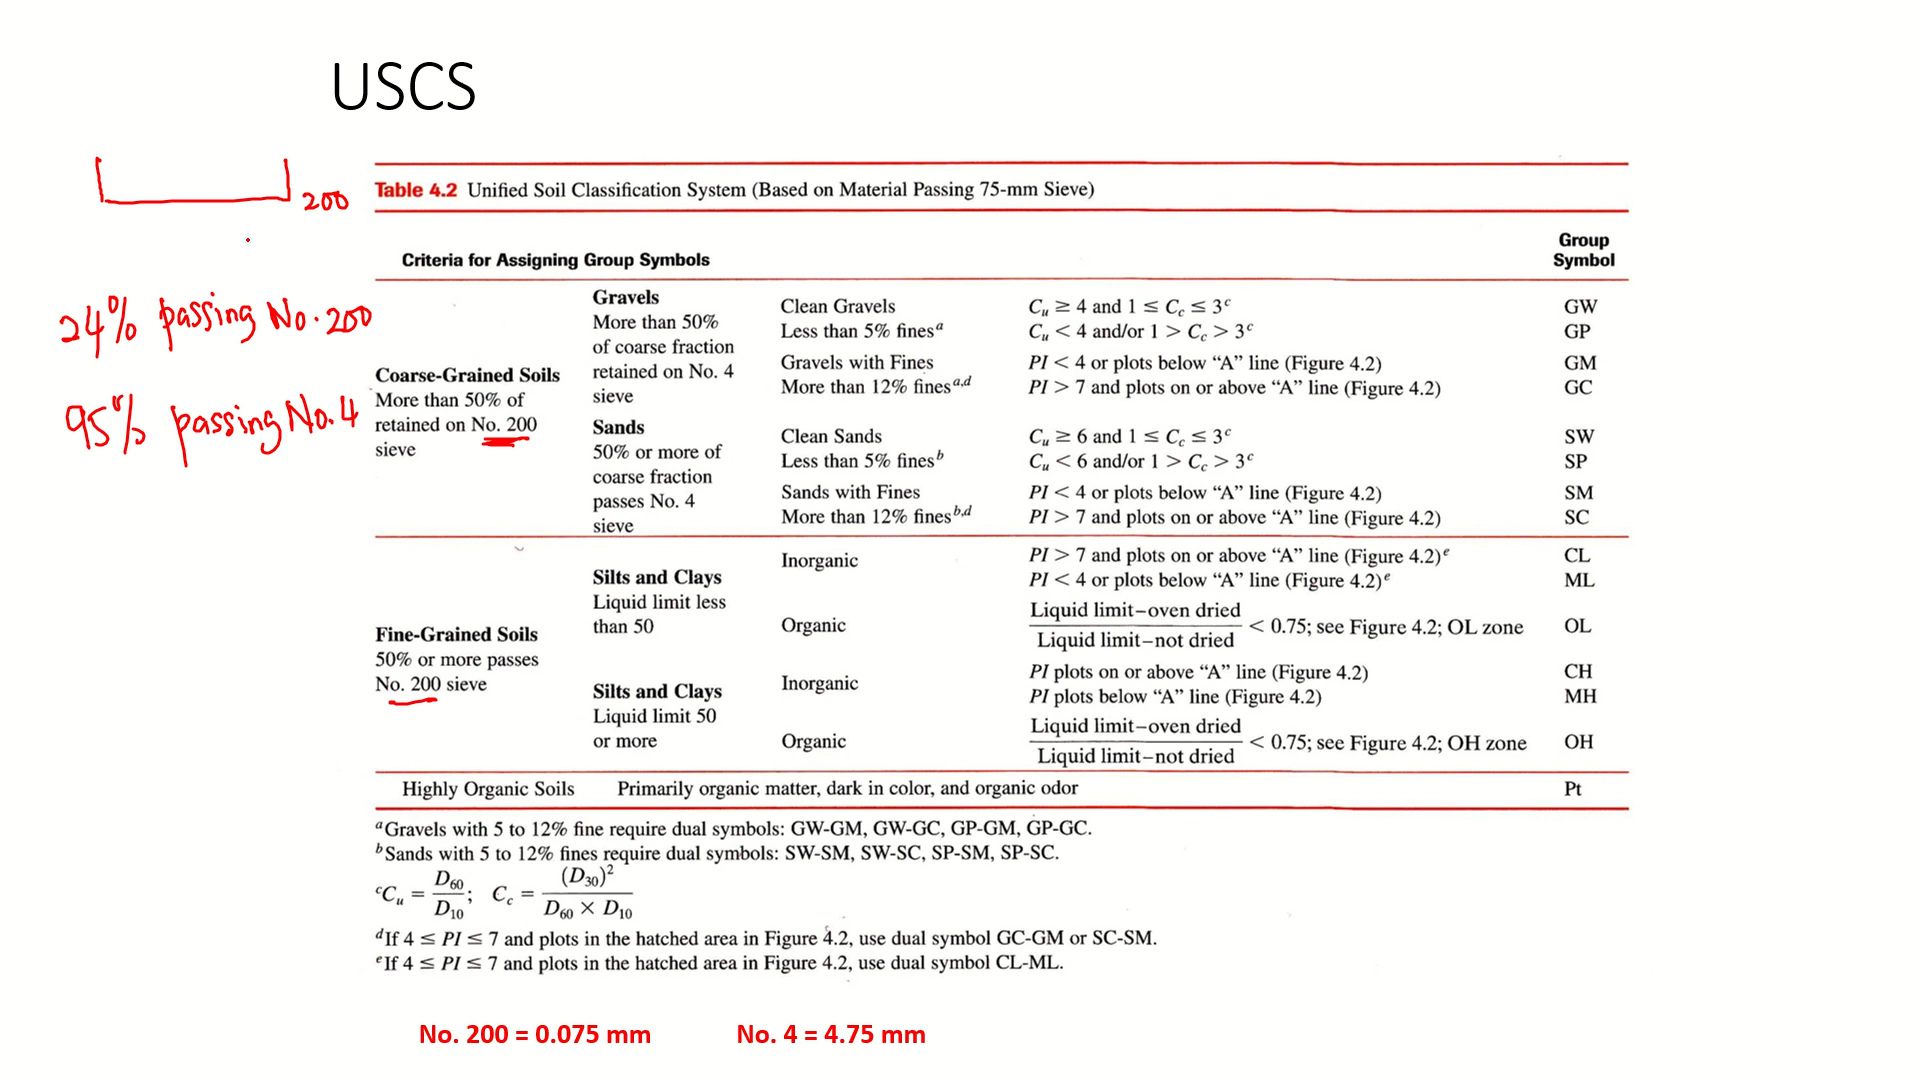 USCS
200
24% passing No. 200
95% passing No. 4
Table 4.2 Unified Soil Classification System (Based on Material Passing 75-mm Sieve)
Criteria for Assigning Group Symbols
Group
Symbol
Coarse-Grained Soils
More than 50% of
retained on No. 200
sieve
Gravels
More than 50%
of coarse fraction
retained on No. 4
sieve
Clean Gravels
Less than 5% finesᵃ
Cᵤ ≥ 4 and 1 ≤ C_c ≤ 3ᶜ GW
Cᵤ < 4 and/or 1 > C_c > 3ᶜ GP
Gravels with Fines
More than 12% finesᵃ,ᵈ
PI < 4 or plots below “A” line (Figure 4.2) GM
PI > 7 and plots on or above “A” line (Figure 4.2) GC
Sands
50% or more of
coarse fraction
passes No. 4
sieve
Clean Sands
Less than 5% finesᵇ
Cᵤ ≥ 6 and 1 ≤ C_c ≤ 3ᶜ SW
Cᵤ < 6 and/or 1 > C_c > 3ᶜ SP
Sands with Fines
More than 12% finesᵇ,ᵈ
PI < 4 or plots below “A” line (Figure 4.2) SM
PI > 7 and plots on or above “A” line (Figure 4.2) SC
Fine-Grained Soils
50% or more passes
No. 200 sieve
Silts and Clays
Liquid limit less
than 50
Inorganic
PI > 7 and plots on or above “A” line (Figure 4.2)ᵉ CL
PI < 4 or plots below “A” line (Figure 4.2)ᵉ ML
Organic
Liquid limit–oven dried
Liquid limit–not dried
< 0.75; see Figure 4.2; OL zone OL
Silts and Clays
Liquid limit 50
or more
Inorganic
PI plots on or above “A” line (Figure 4.2) CH
PI plots below “A” line (Figure 4.2) MH
Organic
Liquid limit–oven dried
Liquid limit–not dried
< 0.75; see Figure 4.2; OH zone OH
Highly Organic Soils Primarily organic matter, dark in color, and organic odor Pt
ᵃGravels with 5 to 12% fine require dual symbols: GW-GM, GW-GC, GP-GM, GP-GC.
ᵇSands with 5 to 12% fines require dual symbols: SW-SM, SW-SC, SP-SM, SP-SC.
ᶜCᵤ = D₆₀ / D₁₀; C_c = (D₃₀)² / D₆₀ × D₁₀
ᵈIf 4 ≤ PI ≤ 7 and plots in the hatched area in Figure 4.2, use dual symbol GC-GM or SC-SM.
ᵉIf 4 ≤ PI ≤ 7 and plots in the hatched area in Figure 4.2, use dual symbol CL-ML.
No. 200 = 0.075 mm No. 4 = 4.75 mm